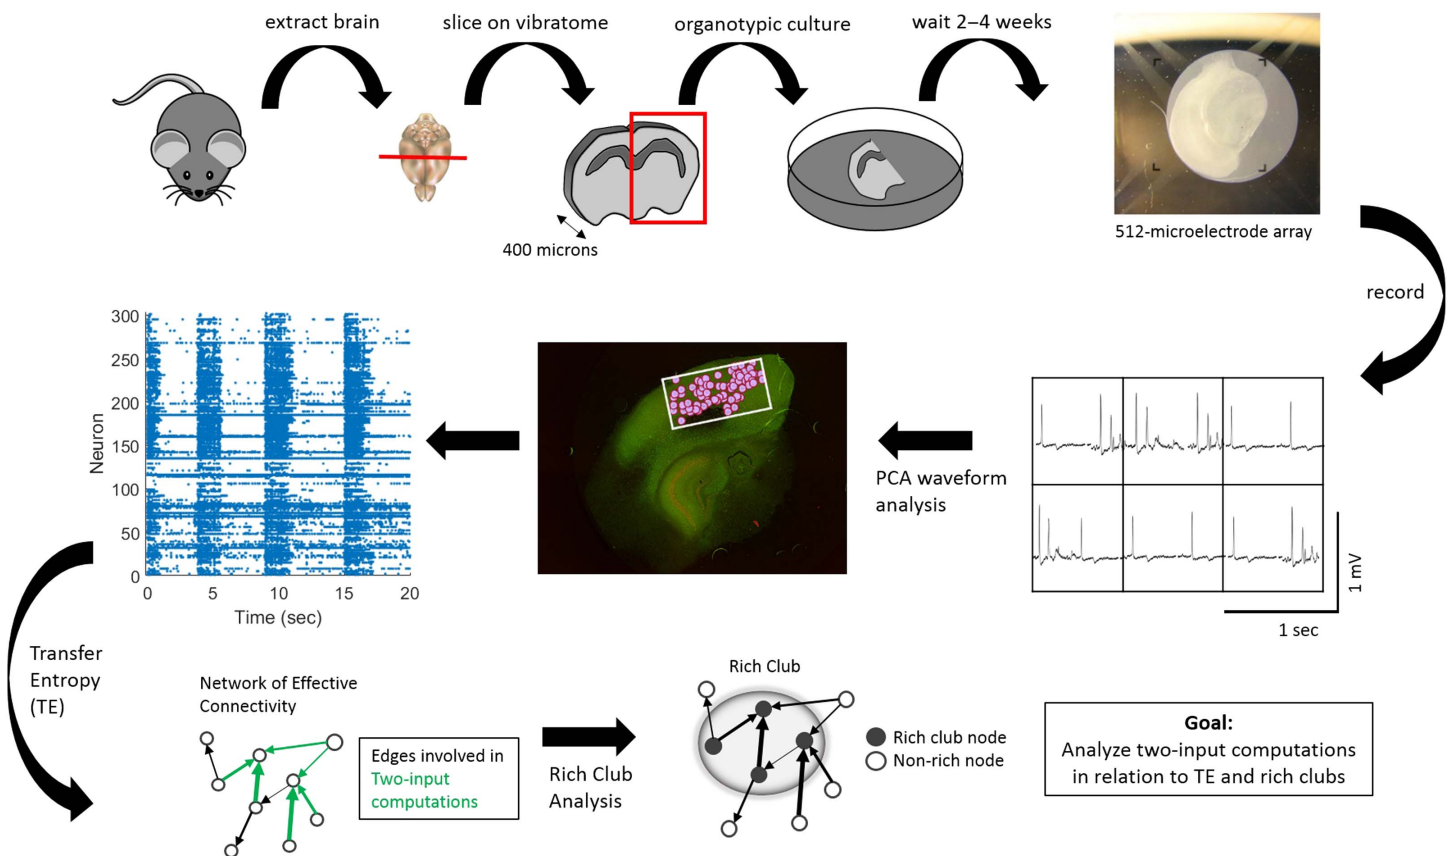 extract brain
slice on vibratome
organotypic culture
wait 2–4 weeks
400 microns
512-microelectrode array
record
300
250
200
150
100
50
0
Neuron
0 5 10 15 20
Time (sec)
PCA waveform
analysis
1 mV
1 sec
Transfer
Entropy
(TE)
Network of Effective
Connectivity
Edges involved in
Two-input
computations
Rich Club
Analysis
Rich Club
Rich club node
Non-rich node
Goal:
Analyze two-input computations
in relation to TE and rich clubs